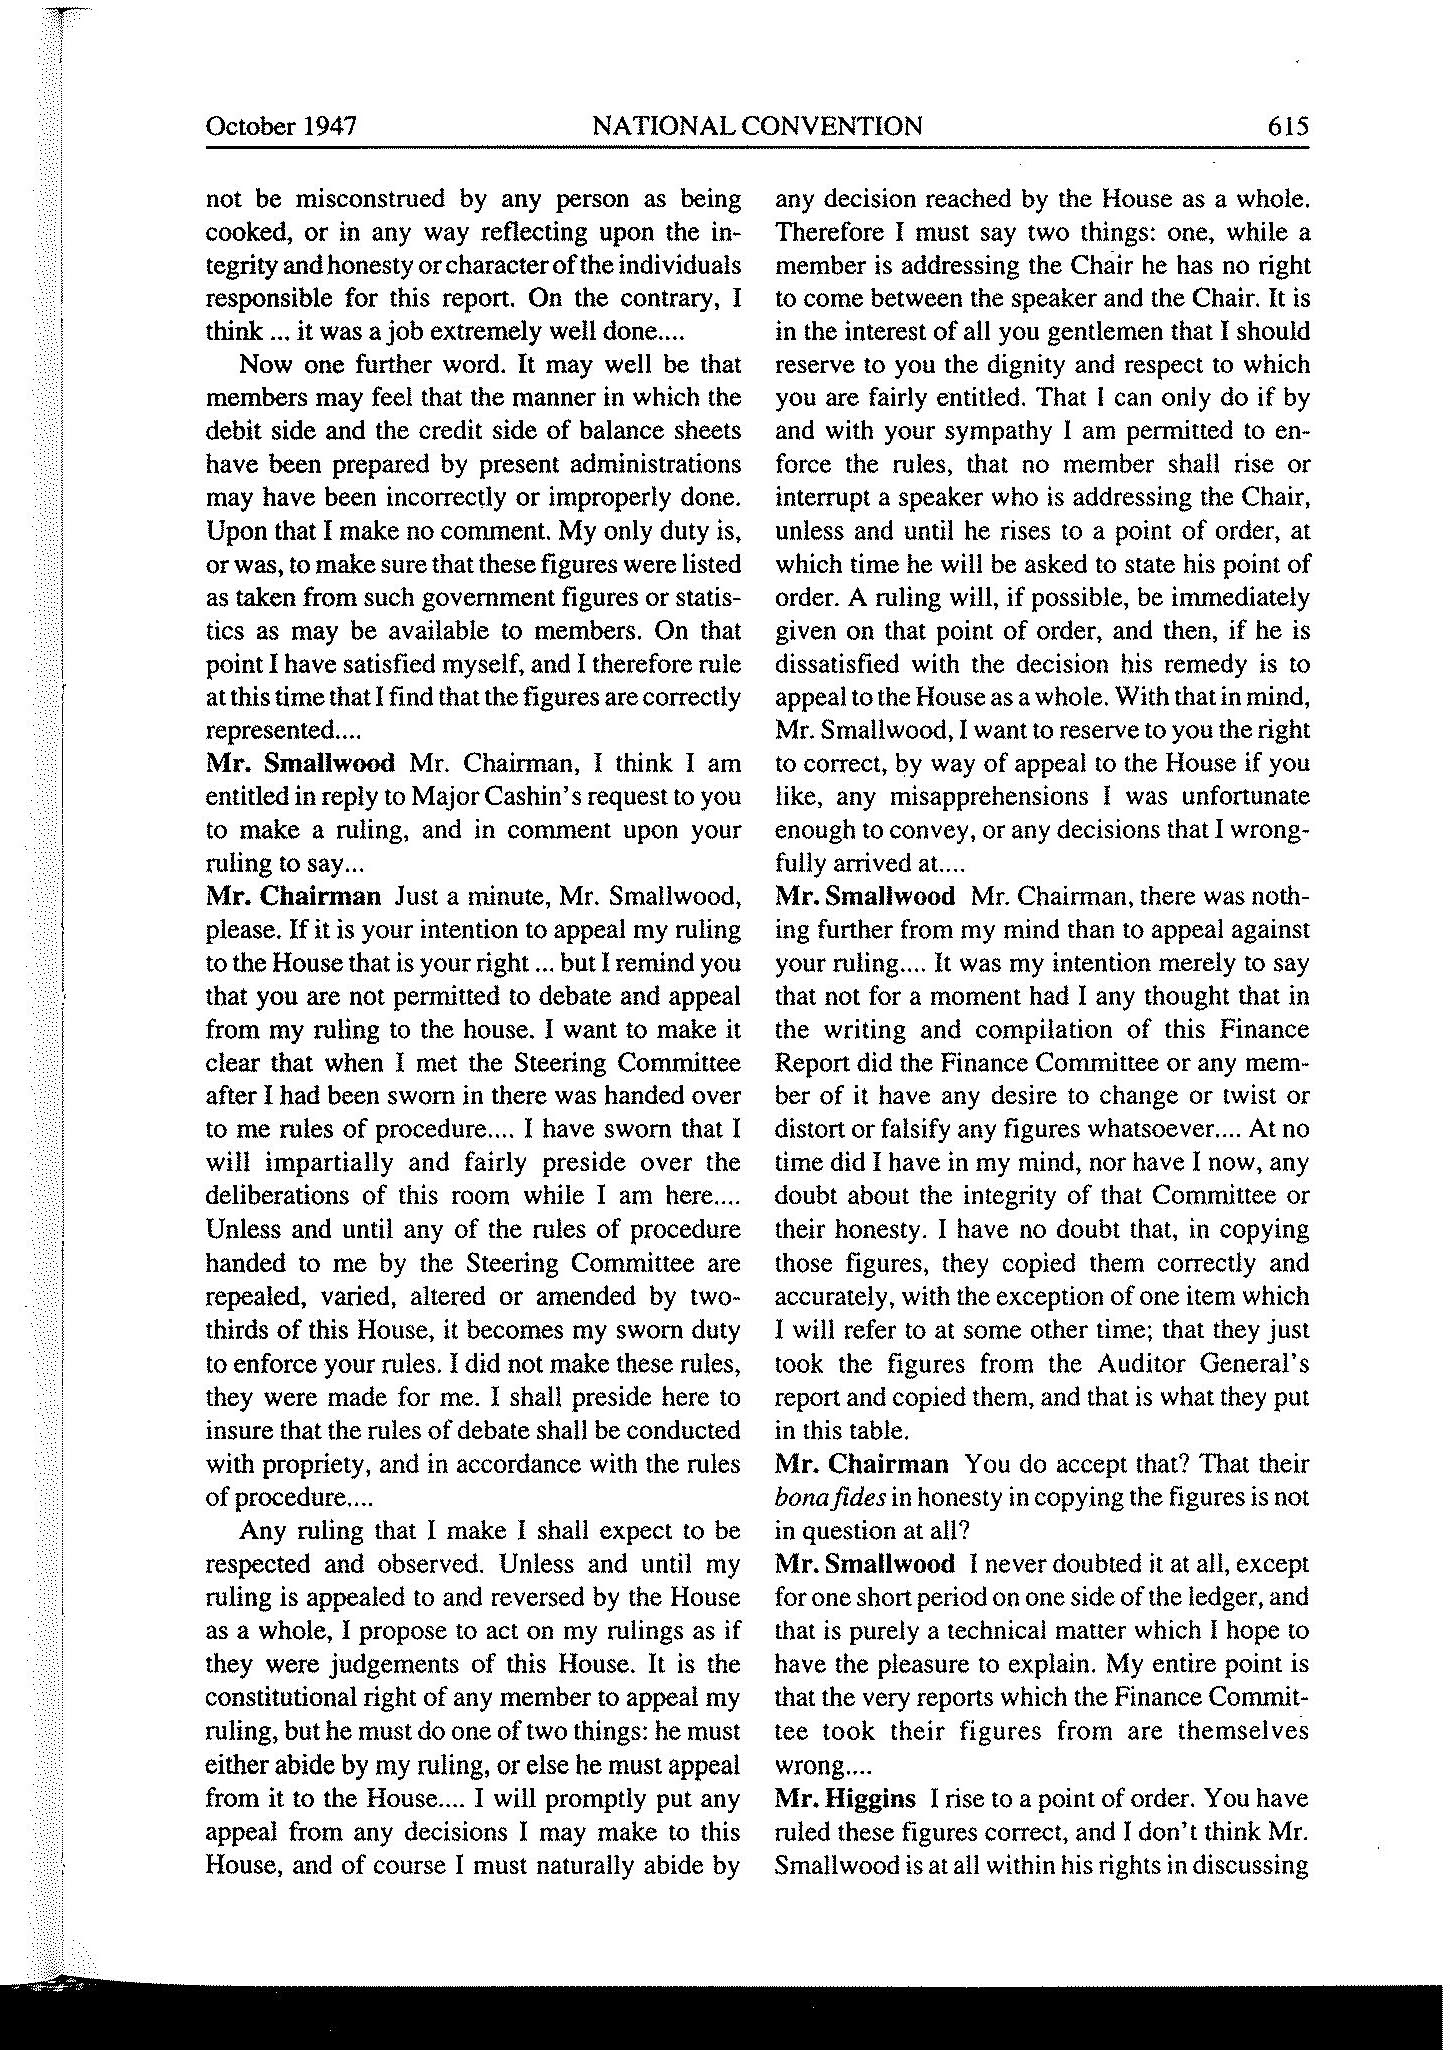 October 1947 NATIONAL CONVENTION 615
not be misconstrued by any person as being
cooked, or in any way reflecting upon the in-
tegrity and honesty or character of the individuals
responsible for this report. On the contrary, I
think ... it was a job extremely well done....
Now one further word. It may well be that
members may feel that the manner in which the
debit side and the credit side of balance sheets
have been prepared by present administrations
may have been incorrectly or improperly done.
Upon that I make no comment. My only duty is,
or was, to make sure that these figures were listed
as taken from such government figures or statis-
tics as may be available to members. On that
point I have satisfied myself, and I therefore rule
at this time that I find that the figures are correctly
represented....
Mr. Smallwood Mr. Chairman, I think I am
entitled in reply to Major Cashin's request to you
to make a ruling, and in comment upon your
ruling to say...
Mr. Chairman Just a minute, Mr. Smallwood,
please. If it is your intention to appeal my ruling
to the House that is your right ... but I remind you
that you are not permitted to debate and appeal
from my ruling to the house. I want to make it
clear that when I met the Steering Committee
after I had been sworn in there was handed over
to me rules of procedure.... I have sworn that I
will impartially and fairly preside over the
deliberations of this room while I am here....
Unless and until any of the rules of procedure
handed to me by the Steering Committee are
repealed, varied, altered or amended by two-
thirds of this House, it becomes my sworn duty
to enforce your rules. I did not make these rules,
they were made for me. I shall preside here to
insure that the rules of debate shall be conducted
with propriety, and in accordance with the rules
of procedure....
Any ruling that I make I shall expect to be
respected and observed. Unless and until my
ruling is appealed to and reversed by the House
as a whole, I propose to act on my rulings as if
they were judgements of this House. It is the
constitutional right of any member to appeal my
ruling, but he must do one of two things: he must
either abide by my ruling, or else he must appeal
from it to the House.... I will promptly put any
appeal from any decisions I may make to this
House, and of course I must naturally abide by
any decision reached by the House as a whole.
Therefore I must say two things: one, while a
member is addressing the Chair he has no right
to come between the speaker and the Chair. It is
in the interest of all you gentlemen that I should
reserve to you the dignity and respect to which
you are fairly entitled. That I can only do if by
and with your sympathy I am permitted to en-
force the rules, that no member shall rise or
interrupt a speaker who is addressing the Chair,
unless and until he rises to a point of order, at
which time he will be asked to state his point of
order. A ruling will, if possible, be immediately
given on that point of order, and then, if he is
dissatisfied with the decision his remedy is to
appeal to the House as a whole. With that in mind,
Mr. Smallwood, I want to reserve to you the right
to correct, by way of appeal to the House if you
like, any misapprehensions I was unfortunate
enough to convey, or any decisions that I wrong-
fully arrived at....
Mr. Smallwood Mr. Chairman, there was noth-
ing further from my mind than to appeal against
your ruling.... It was my intention merely to say
that not for a moment had I any thought that in
the writing and compilation of this Finance
Report did the Finance Committee or any mem-
ber of it have any desire to change or twist or
distort or falsify any figures whatsoever.... At no
time did I have in my mind, nor have I now, any
doubt about the integrity of that Committee or
their honesty. I have no doubt that, in copying
those figures, they copied them correctly and
accurately, with the exception of one item which
I will refer to at some other time; that they just
took the figures from the Auditor General's
report and copied them, and that is what they put
in this table.
Mr. Chairman You do accept that? That their
bona fides in honesty in copying the figures is not
in question at all?
Mr. Smallwood I never doubted it at all, except
for one short period on one side of the ledger, and
that is purely a technical matter which I hope to
have the pleasure to explain. My entire point is
that the very reports which the Finance Commit-
tee took their figures from are themselves
wrong....
Mr. Higgins I rise to a point of order. You have
ruled these figures correct, and I don't think Mr.
Smallwood is at all within his rights in discussing